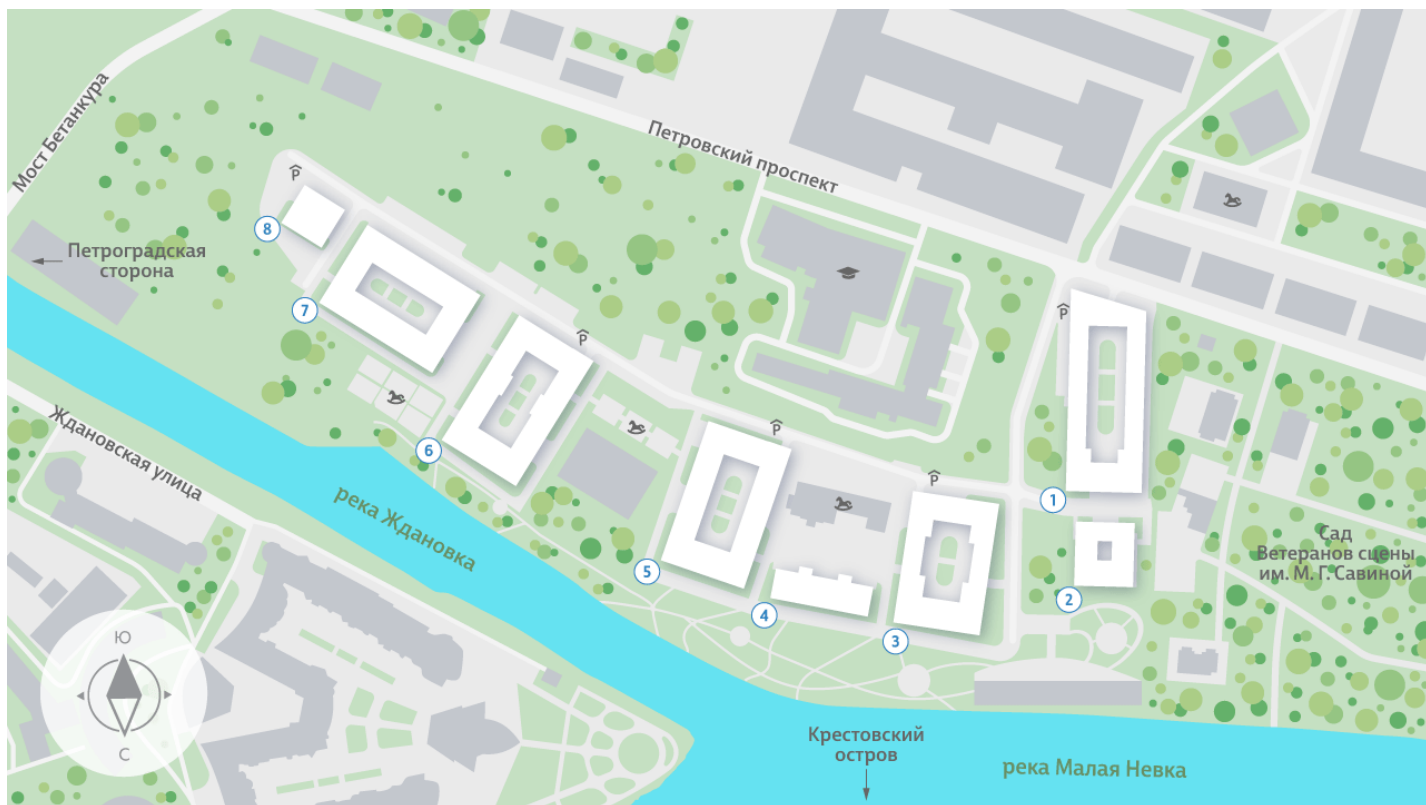 Мост Бетанкура
Петровский проспект
P
8
Петроградская
сторона
7
P
P
6
P
Ждановская улица
P
1
река Ждановка
Сад
Ветеранов сцены
им. М. Г. Савиной
5
2
4
3
Ю
С
Крестовский
остров
река Малая Невка